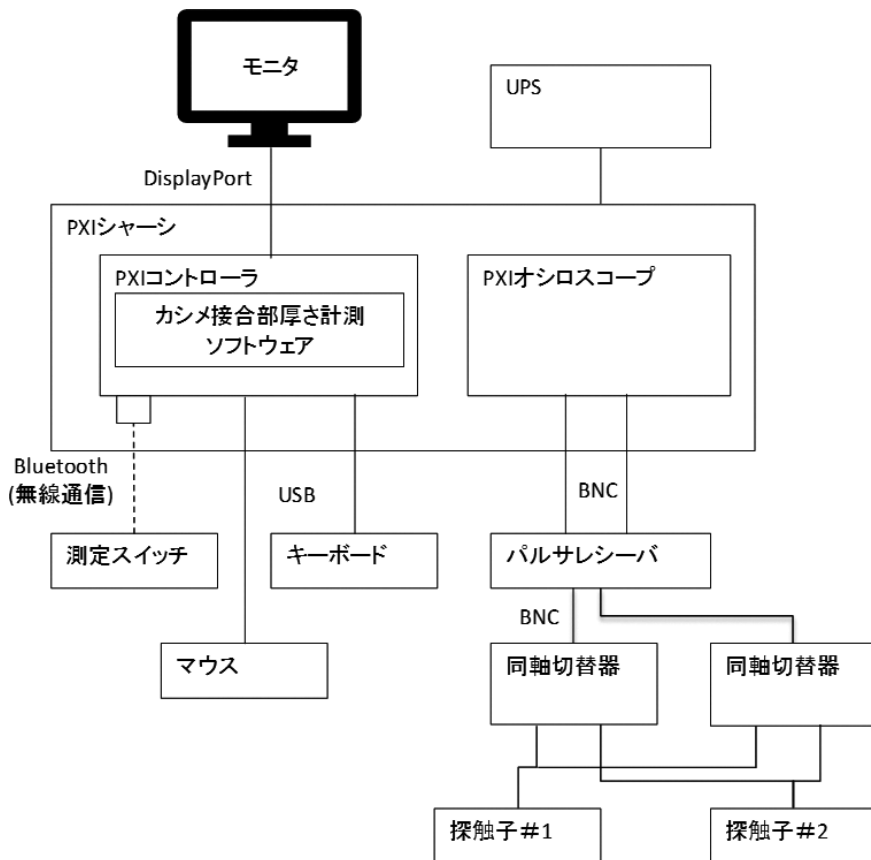 モニタ
UPS
DisplayPort
PXIシャーシ
PXIコントローラ
PXIオシロスコープ
カシメ接合部厚さ計測
ソフトウェア
Bluetooth
(無線通信)
USB
BNC
測定スイッチ
キーボード
パルサレシーバ
BNC
マウス
同軸切替器
同軸切替器
探触子＃1
探触子＃2